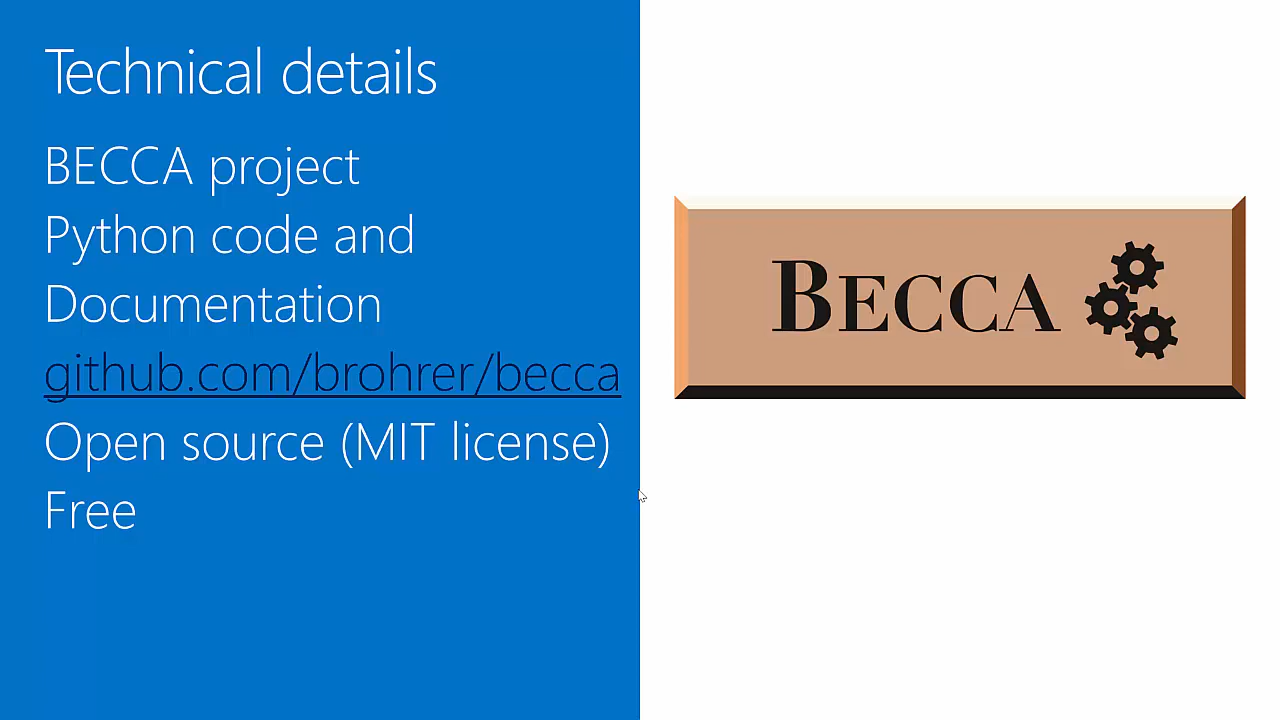 Technical details
BECCA project
Python code and
Documentation
github.com/brohrer/becca
Open source (MIT license)
Free
BECCA